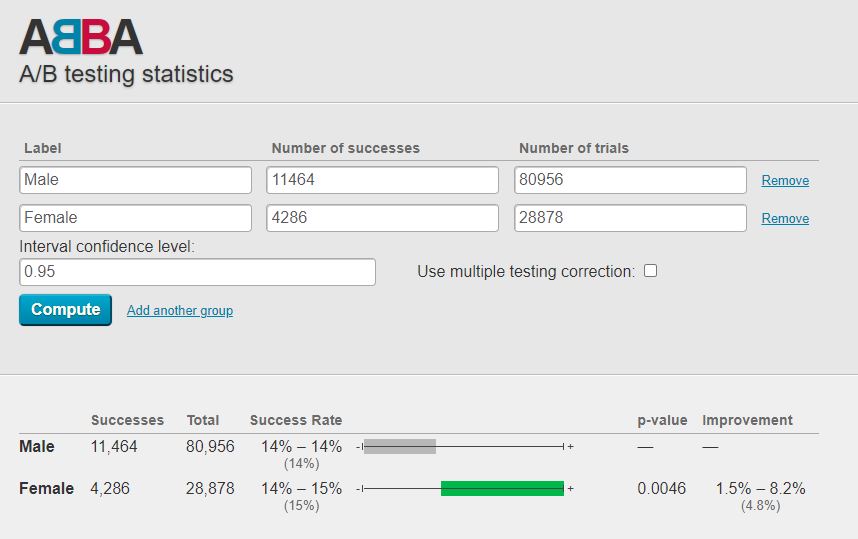 ABBA
A/B testing statistics
Label Number of successes Number of trials
Male 11464 80956 Remove
Female 4286 28878 Remove
Interval confidence level:
0.95 Use multiple testing correction:
Compute Add another group
Successes Total Success Rate p-value Improvement
Male 11,464 80,956 14% – 14% - + — —
(14%)
Female 4,286 28,878 14% – 15% - + 0.0046 1.5% – 8.2%
(15%) (4.8%)